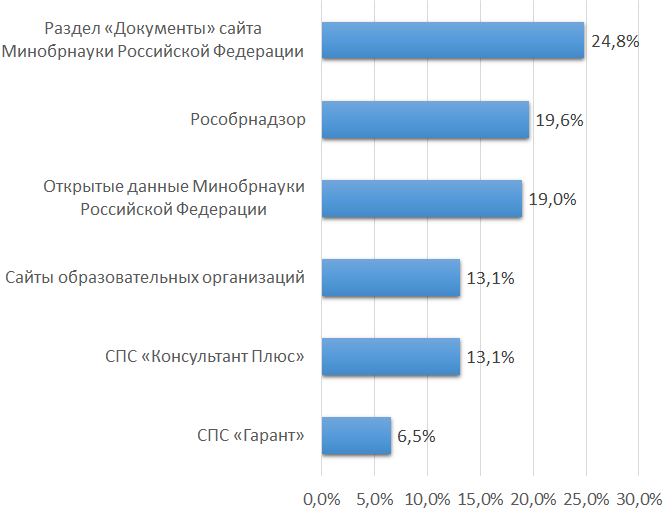 Раздел «Документы» сайта
Минобрнауки Российской Федерации
24,8%
Рособрнадзор
19,6%
Открытые данные Минобрнауки
Российской Федерации
19,0%
Сайты образовательных организаций
13,1%
СПС «Консультант Плюс»
13,1%
СПС «Гарант»
6,5%
0,0% 5,0% 10,0% 15,0% 20,0% 25,0% 30,0%